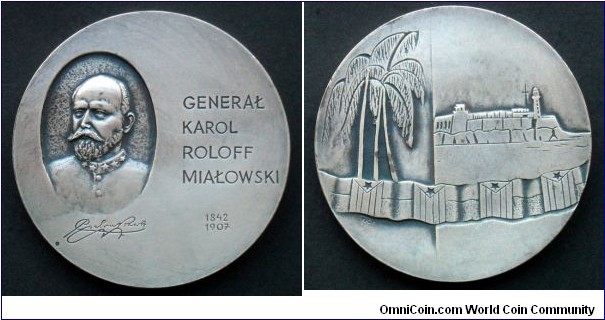 GENERAŁ
KAROL
ROLOFF
MIAŁOWSKI
1842
1907
OmniCoin.com World Coin Community